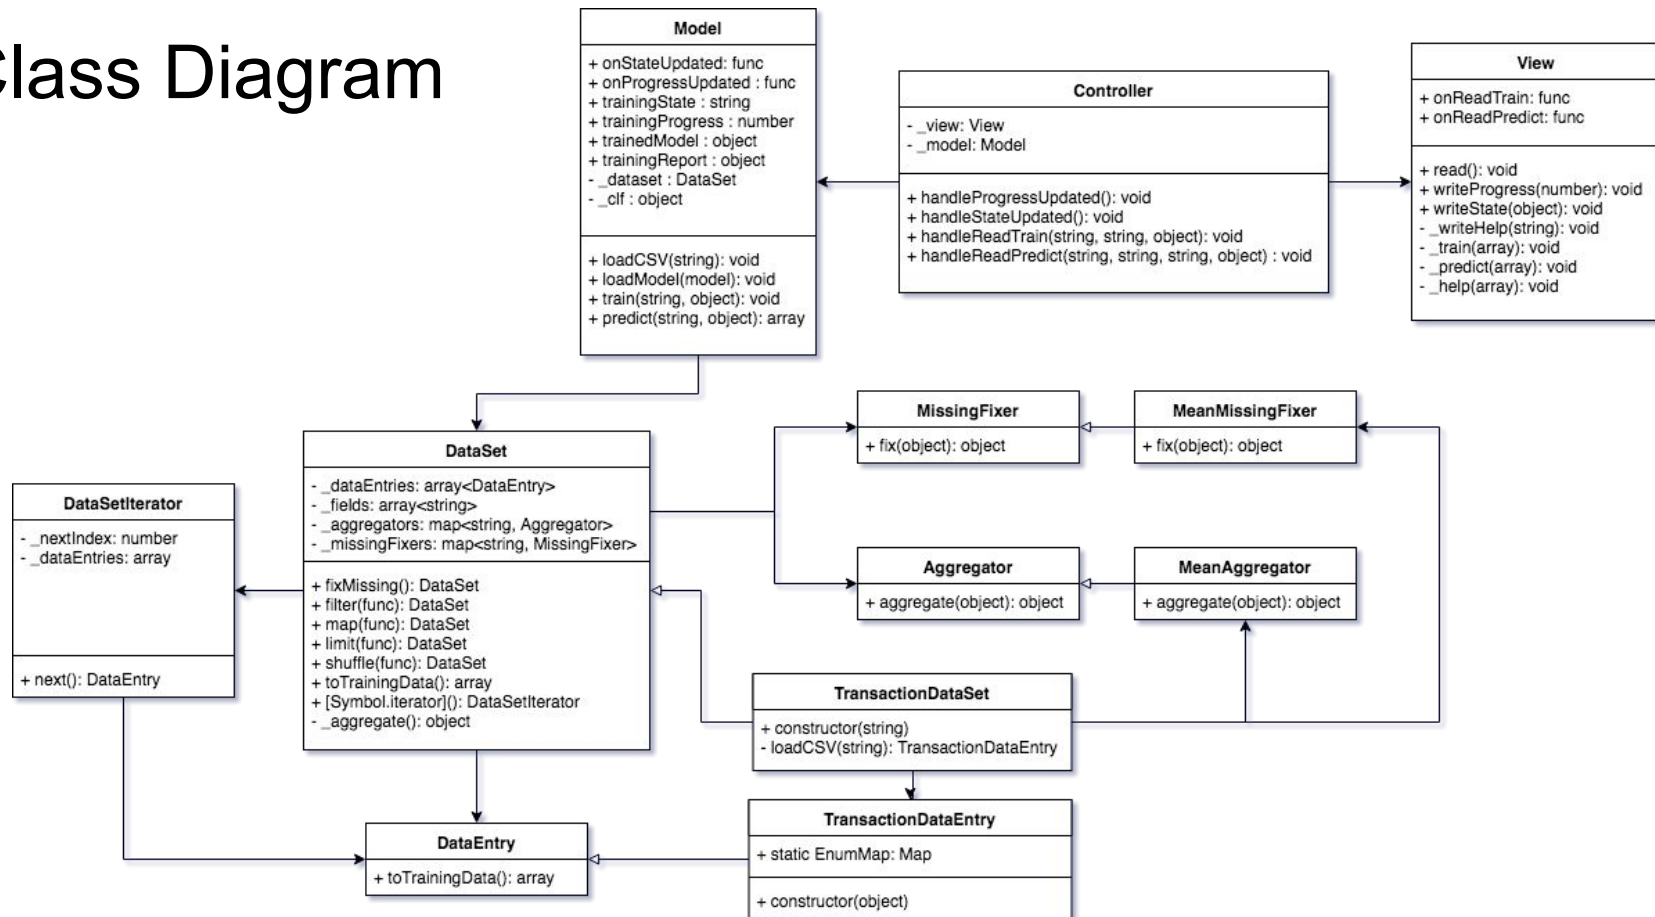 Class Diagram
Model
+ onStateUpdated: func
+ onProgressUpdated : func
+ trainingState : string
+ trainingProgress : number
+ trainedModel : object
+ trainingReport : object
- _dataset : DataSet
- _clf : object
+ loadCSV(string): void
+ loadModel(model): void
+ train(string, object): void
+ predict(string, object): array
Controller
- _view: View
- _model: Model
+ handleProgressUpdated(): void
+ handleStateUpdated(): void
+ handleReadTrain(string, string, object): void
+ handleReadPredict(string, string, string, object) : void
View
+ onReadTrain: func
+ onReadPredict: func
+ read(): void
+ writeProgress(number): void
+ writeState(object): void
- _writeHelp(string): void
- _train(array): void
- _predict(array): void
- _help(array): void
MissingFixer
+ fix(object): object
MeanMissingFixer
+ fix(object): object
DataSet
- _dataEntries: array<DataEntry>
- _fields: array<string>
- _aggregators: map<string, Aggregator>
- _missingFixers: map<string, MissingFixer>
+ fixMissing(): DataSet
+ filter(func): DataSet
+ map(func): DataSet
+ limit(func): DataSet
+ shuffle(func): DataSet
+ toTrainingData(): array
+ [Symbol.iterator](): DataSetIterator
- _aggregate(): object
DataSetIterator
- _nextIndex: number
- _dataEntries: array
+ next(): DataEntry
Aggregator
+ aggregate(object): object
MeanAggregator
+ aggregate(object): object
TransactionDataSet
+ constructor(string)
- loadCSV(string): TransactionDataEntry
TransactionDataEntry
+ static EnumMap: Map
+ constructor(object)
DataEntry
+ toTrainingData(): array